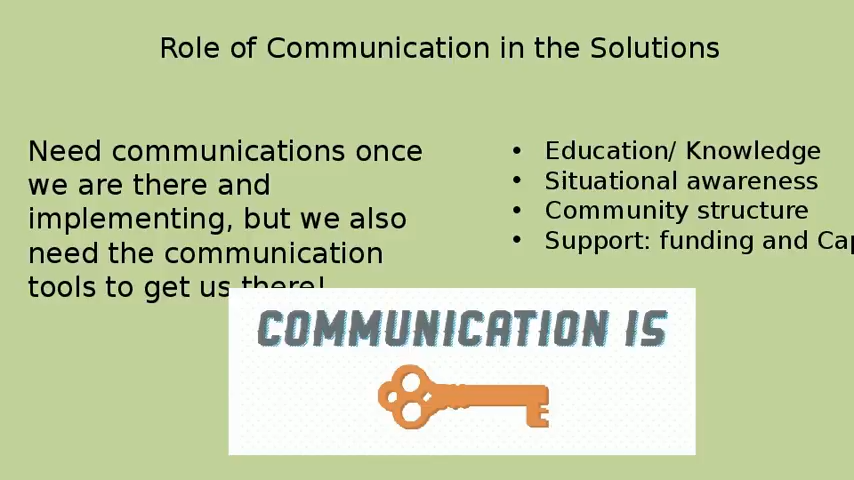 Role of Communication in the Solutions
Need communications once
we are there and
implementing, but we also
need the communication
tools to get us there!
• Education/ Knowledge
• Situational awareness
• Community structure
• Support: funding and
COMMUNICATION IS